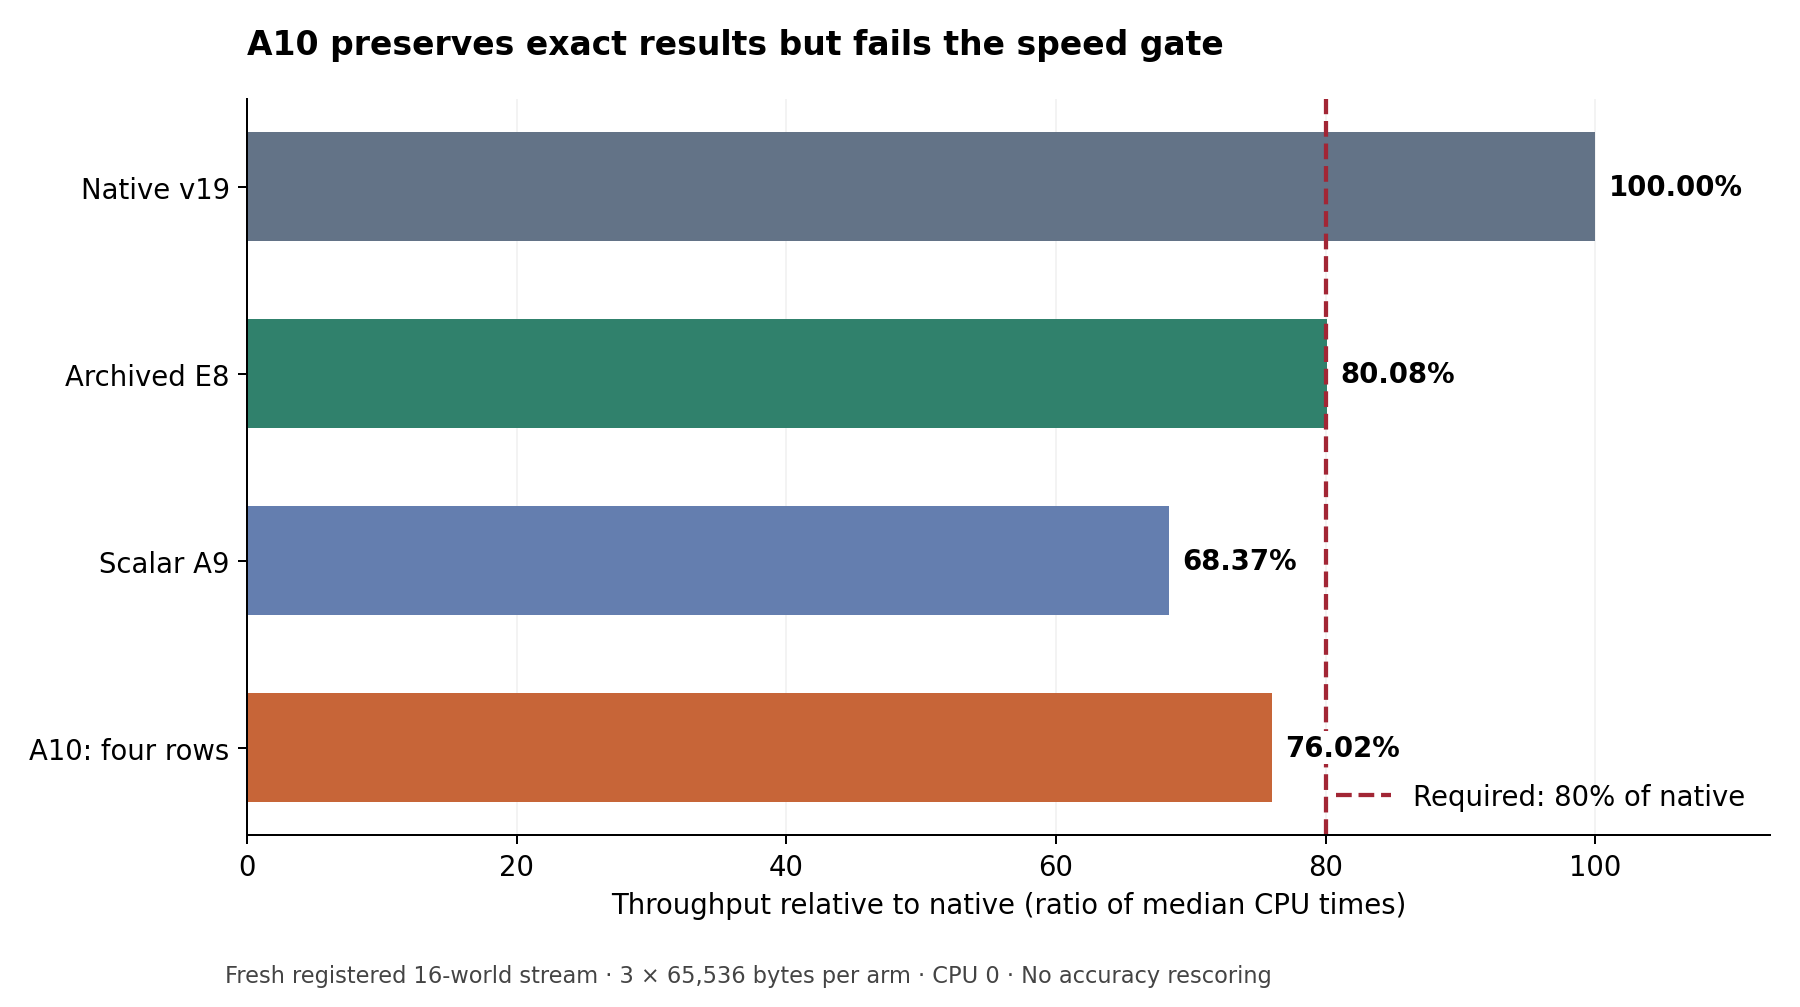 A10 preserves exact results but fails the speed gate
Native v19
100.00%
Archived E8
80.08%
Scalar A9
68.37%
A10: four rows
76.02%
Required: 80% of native
0 20 40 60 80 100
Throughput relative to native (ratio of median CPU times)
Fresh registered 16-world stream · 3 × 65,536 bytes per arm · CPU 0 · No accuracy rescoring